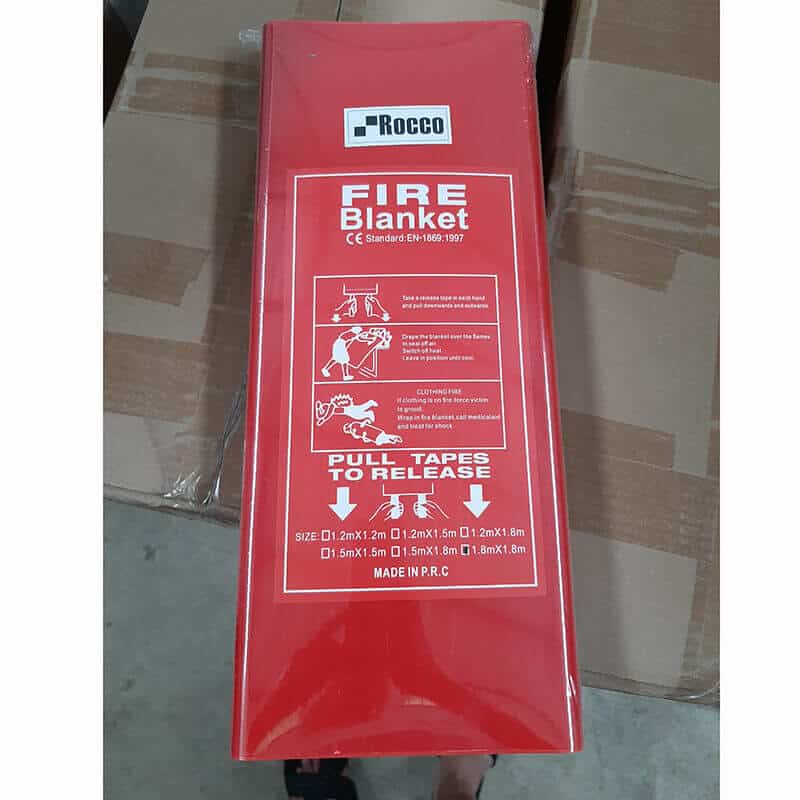 Rocco
FIRE
Blanket
CE Standard:EN-1869:1997
Take a release tape in each hand
and pull downwards and outwards.
Drape the blanket over the flames
to seal off air
Switch off heat.
Leave in position until cool.
CLOTHING FIRE
If clothing is on fire.force victim
to groud.
Wrap in fire blanket.call medicalaid
and treat for shock
PULL TAPES
TO RELEASE
SIZE: ☐1.2mX1.2m ☐1.2mX1.5m ☐1.2mX1.8m
☐1.5mX1.5m ☐1.5mX1.8m ■1.8mX1.8m
MADE IN P.R.C